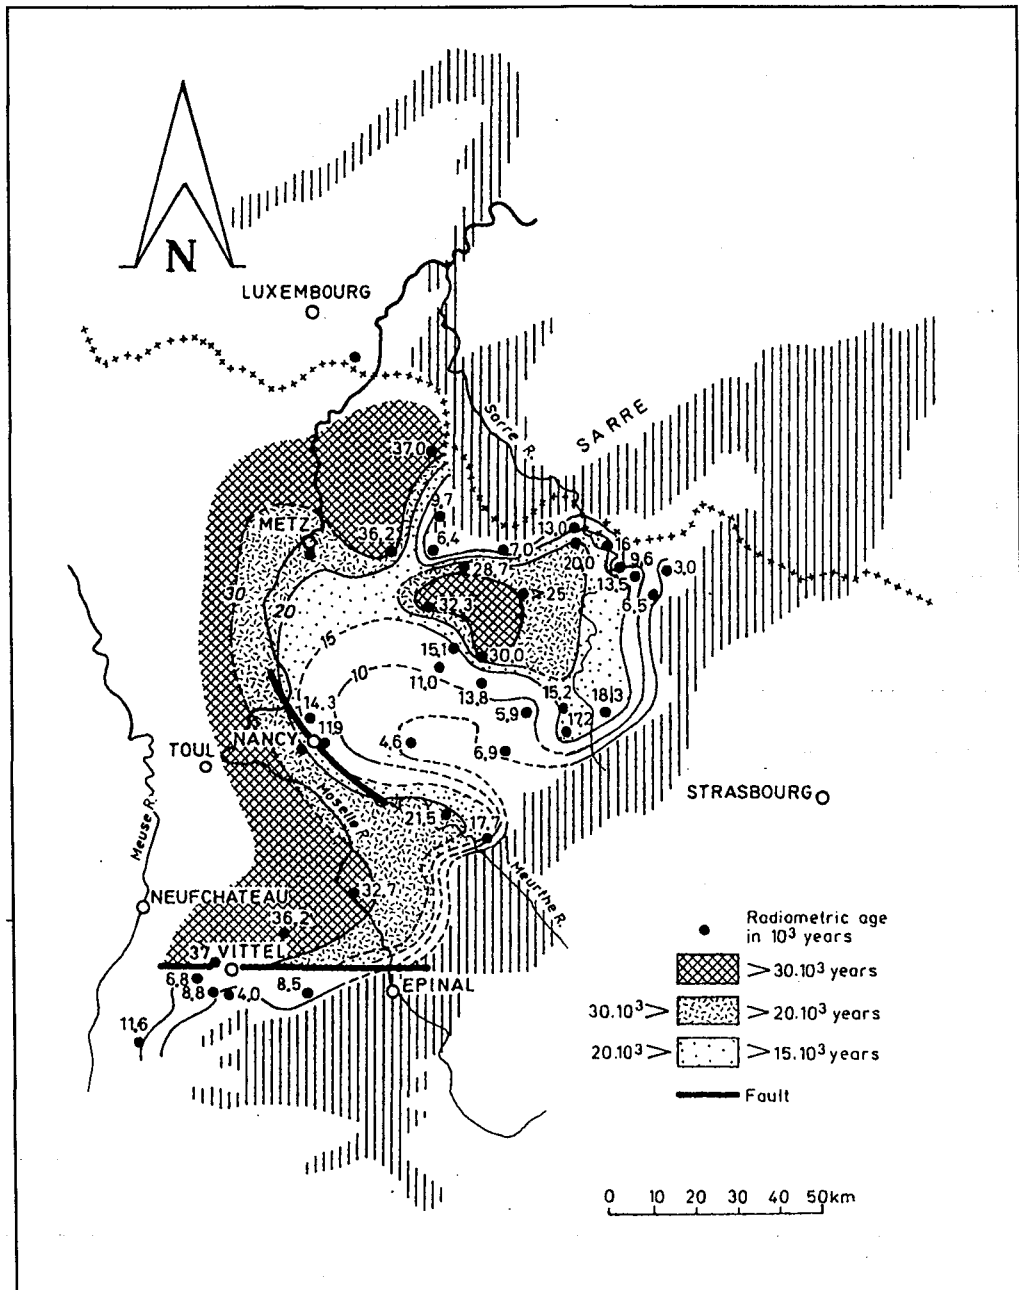 N
LUXEMBOURG
Sarre R.
SARRE
37,0
9,7
METZ
36,2
6,4
7,0
13,0
16
20,0
9,6
3,0
13,5
28,7
>25
6,5
30
20
32,3
15
15,1
30,0
10
11,0
13,8
15,2
18,3
14,3
5,9
17,2
11,9
NANCY
4,6
6,9
TOUL
Moselle R.
STRASBOURG
Meuse R.
21,5
17,7
Meurthe R.
NEUFCHATEAU
32,7
36,2
37 VITTEL
6,8
8,8
4,0
8,5
EPINAL
11,6
Radiometric age
in 10³ years
>30.10³ years
30.10³> >20.10³ years
20.10³> >15.10³ years
Fault
0 10 20 30 50km